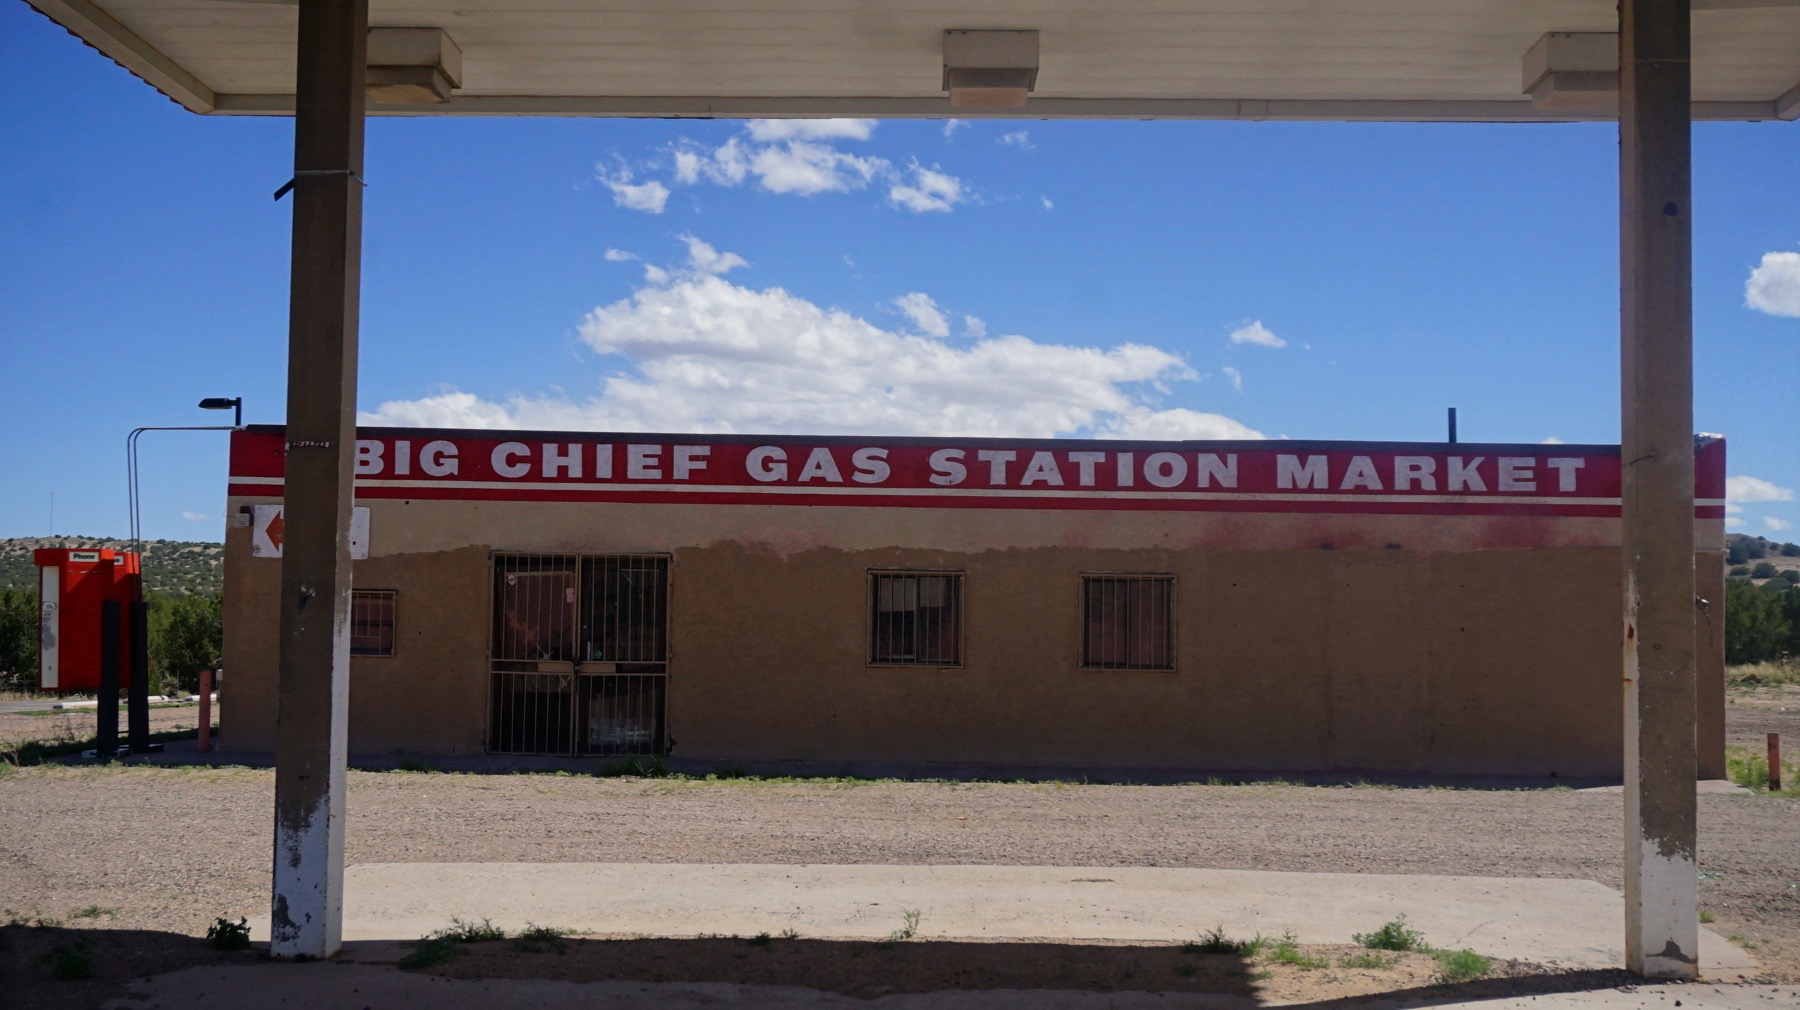 BIG CHIEF GAS STATION MARKET
Phone